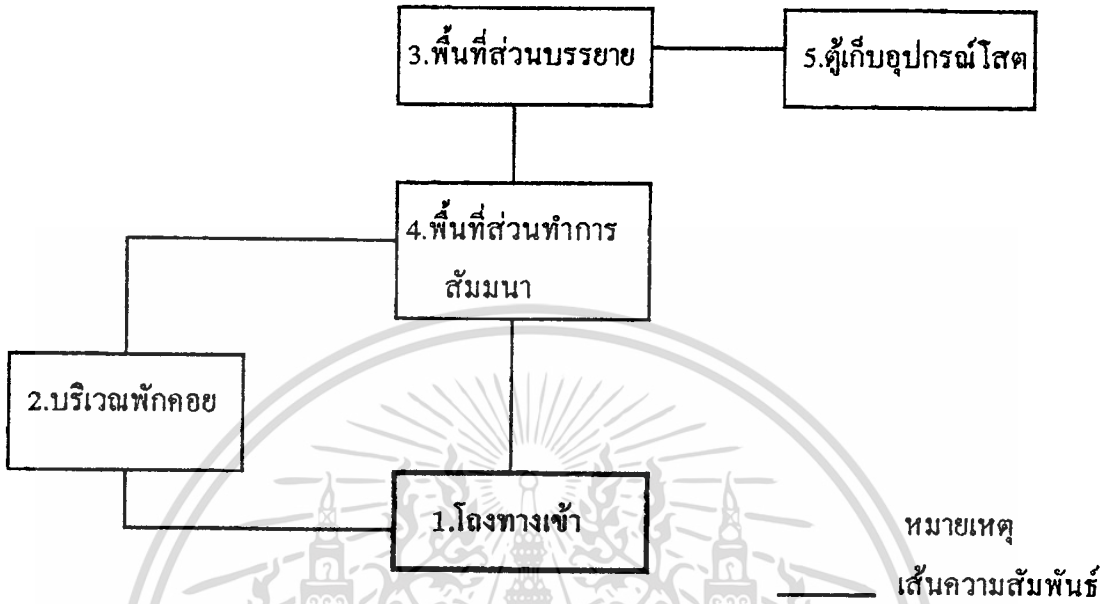 3.พื้นที่ส่วนบรรยาย
5.ตู้เก็บอุปกรณ์โสต
4.พื้นที่ส่วนทำการ
สัมมนา
2.บริเวณพักคอย
1.โถงทางเข้า
หมายเหตุ
เส้นความสัมพันธ์